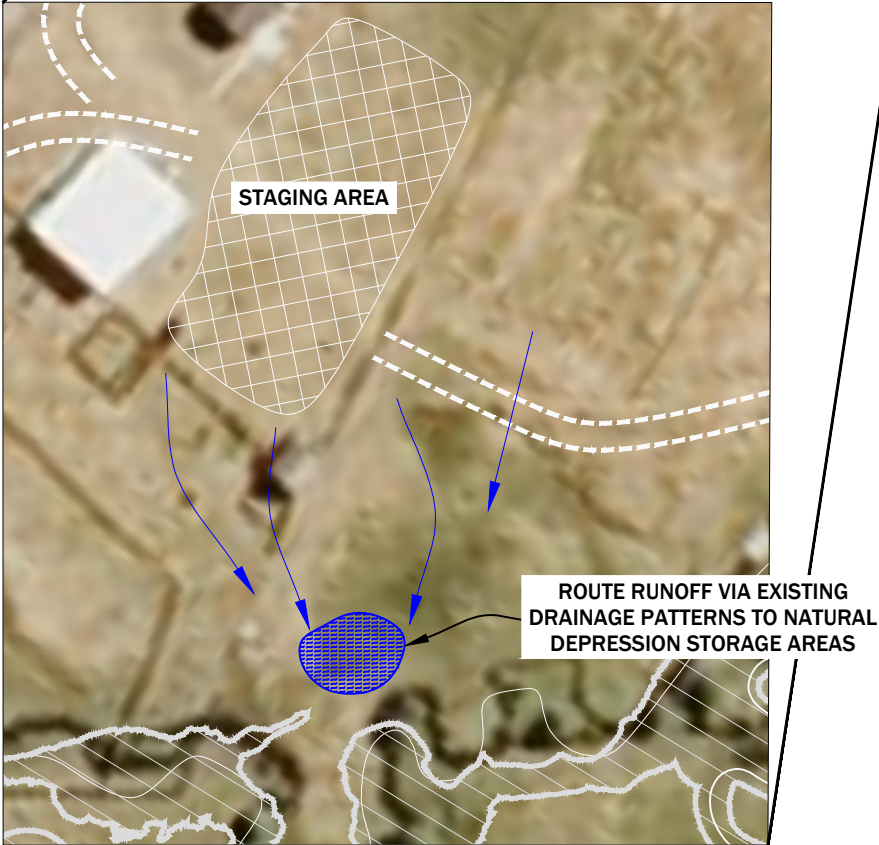 STAGING AREA
ROUTE RUNOFF VIA EXISTING
DRAINAGE PATTERNS TO NATURAL
DEPRESSION STORAGE AREAS